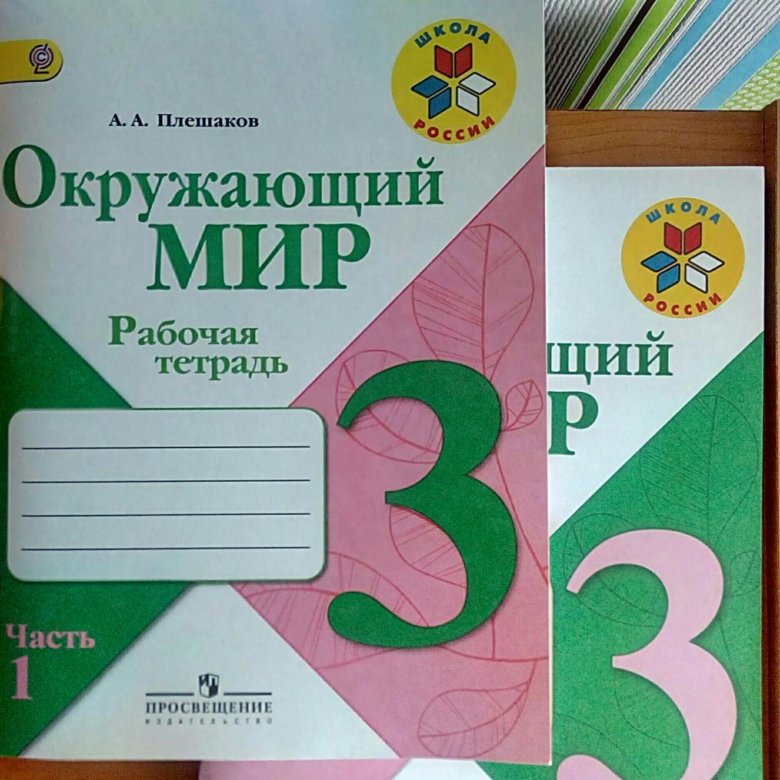 ШКОЛА
РОССИИ
А. А. Плешаков
Окружающий
МИР
Рабочая
тетрадь
3
Часть
1
ПРОСВЕЩЕНИЕ
ИЗДАТЕЛЬСТВО
ШКОЛА
РОССИИ
щий
Р
3